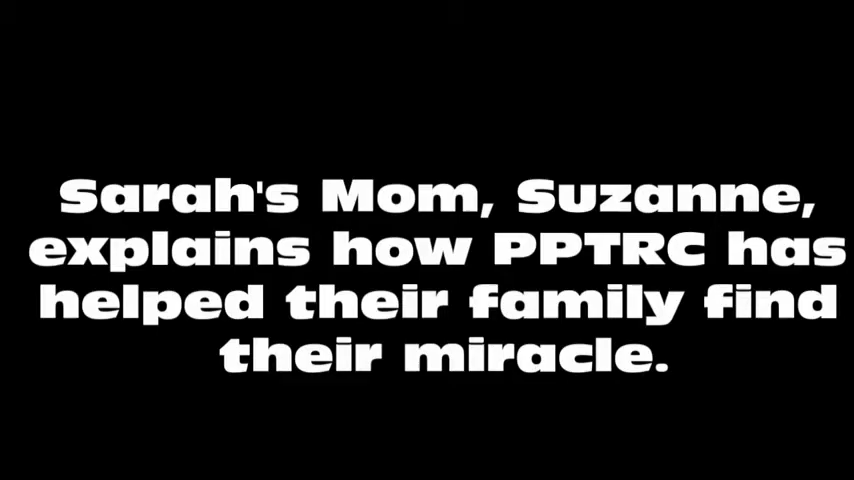 Sarah's Mom, Suzanne,
explains how PPTRC has
helped their family find
their miracle.